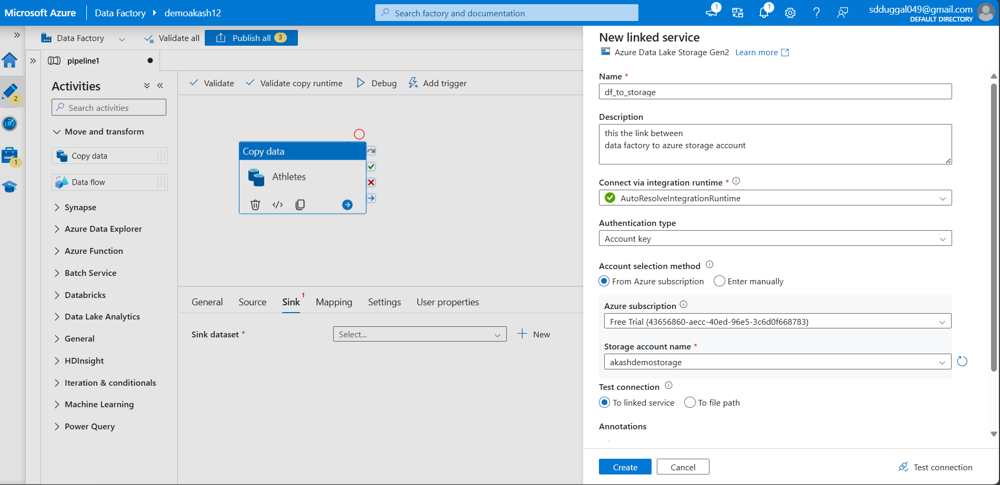 Microsoft Azure
Data Factory
demoakash12
Search factory and documentation
1
1
sdduggal049@gmail.com
DEFAULT DIRECTORY
Data Factory
Validate all
Publish all 3
2
1
pipeline1
Activities
Search activities
Move and transform
Copy data
Data flow
Synapse
Azure Data Explorer
Azure Function
Batch Service
Databricks
Data Lake Analytics
General
HDInsight
Iteration & conditionals
Machine Learning
Power Query
Validate
Validate copy runtime
Debug
Add trigger
Copy data
Athletes
General
Source
Sink 1
Mapping
Settings
User properties
Sink dataset *
Select...
New
New linked service
Azure Data Lake Storage Gen2 Learn more
Name *
df_to_storage
Description
this the link between
data factory to azure storage account
Connect via integration runtime *
AutoResolveIntegrationRuntime
Authentication type
Account key
Account selection method
From Azure subscription Enter manually
Azure subscription
Free Trial (43656860-aecc-40ed-96e5-3c6d0f668783)
Storage account name *
akashdemostorage
Test connection
To linked service To file path
Annotations
Create
Cancel
Test connection